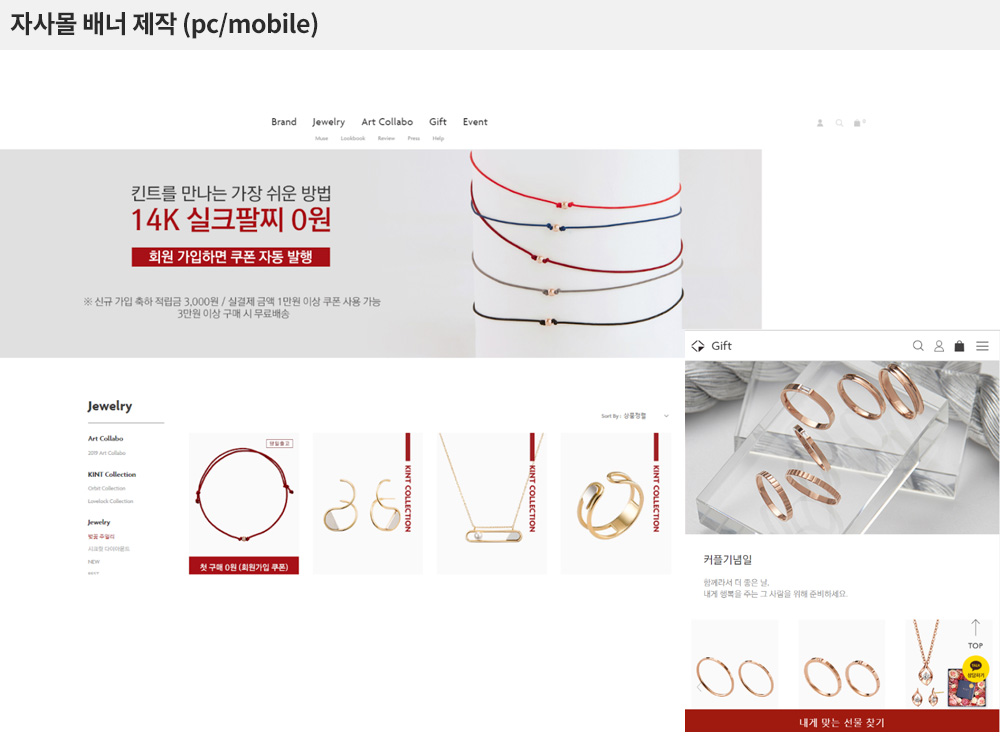 자사몰 배너 제작 (pc/mobile)
Brand Jewelry Art Collabo Gift Event
Muse Lookbook Review Press Help
0
킨트를 만나는 가장 쉬운 방법
14K 실크팔찌 0원
회원 가입하면 쿠폰 자동 발행
※ 신규 가입 축하 적립금 3,000원 / 실결제 금액 1만원 이상 쿠폰 사용 가능
3만원 이상 구매 시 무료배송
Jewelry
Sort By : 상품정렬
Art Collabo
2019 Art Collabo
KINT Collection
Orbit Collection
Lovelock Collection
Jewelry
시크릿 다이아몬드
NEW
당일출고
첫 구매 0원 (회원가입 쿠폰)
KINT COLLECTION
KINT COLLECTION
KINT COLLECTION
Gift
커플기념일
함께라서 더 좋은 날,
내게 행복을 주는 그 사람을 위해 준비하세요.
TOP
상담하기
내게 맞는 선물 찾기